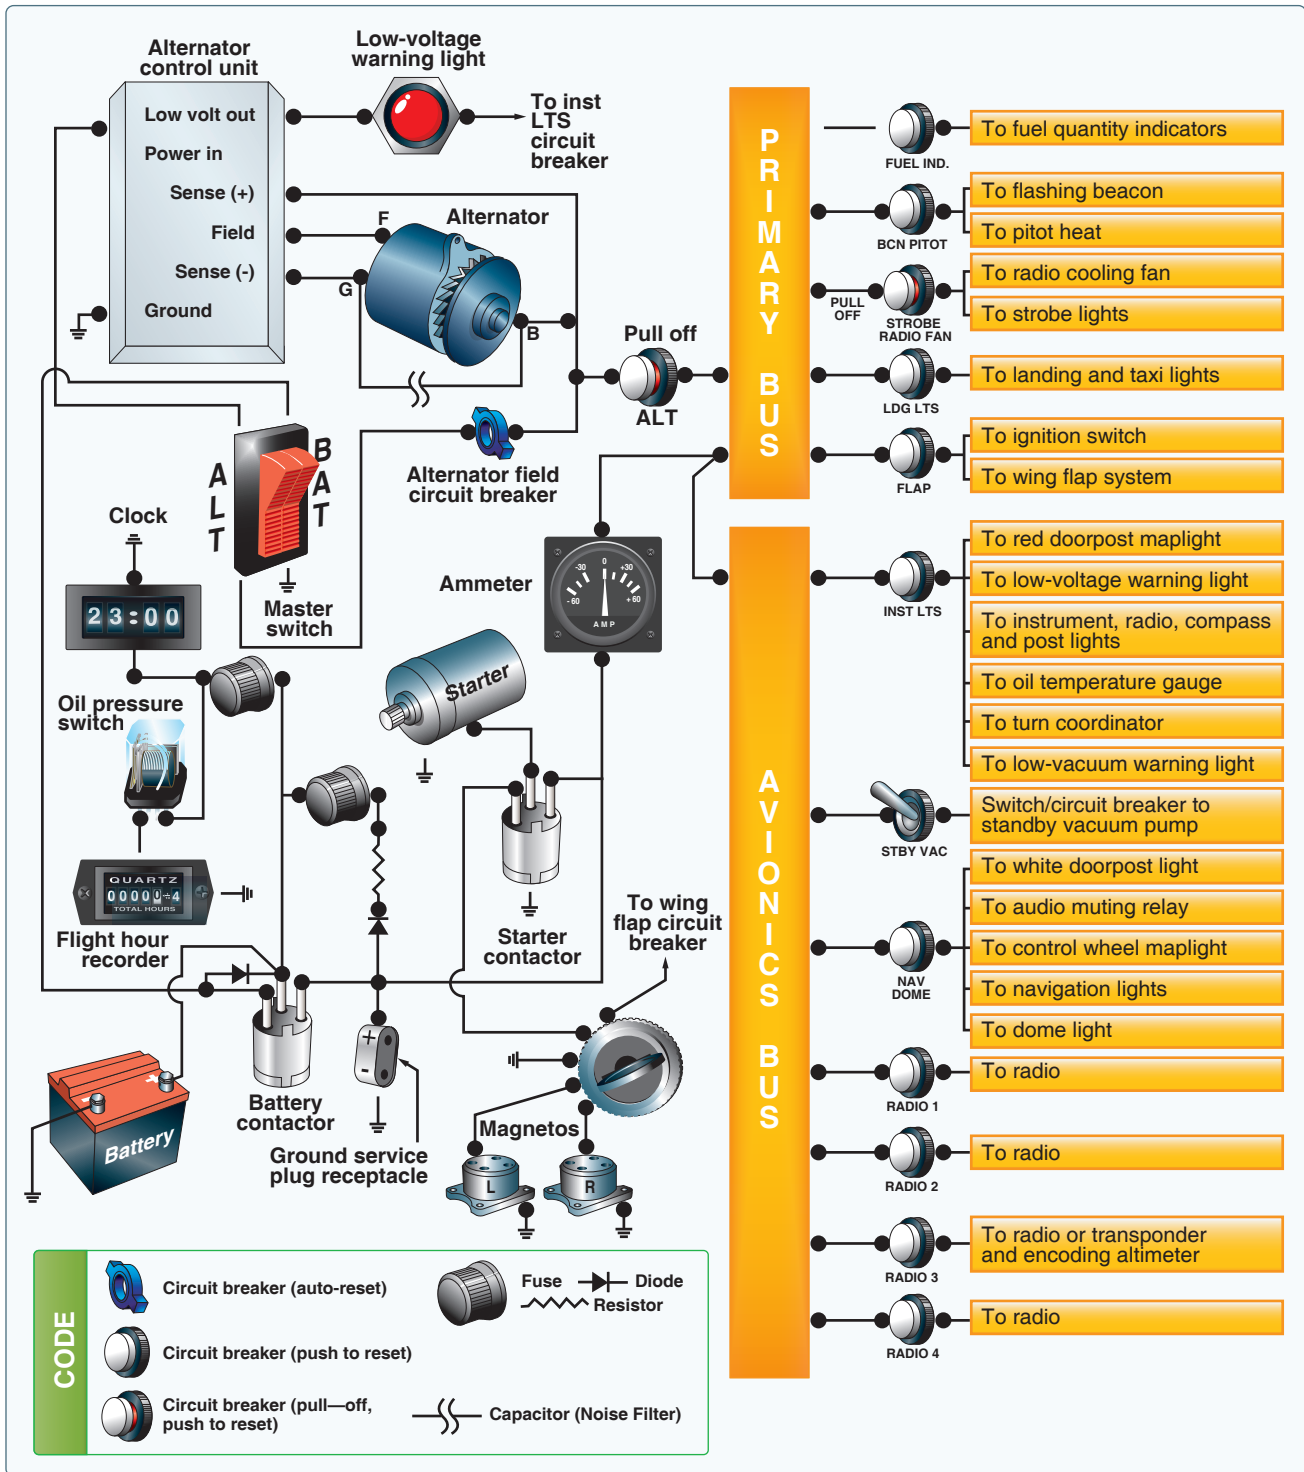 Alternator
control unit
Low volt out
Power in
Sense (+)
Field
Sense (-)
Ground
Low-voltage
warning light
To inst
LTS
circuit
breaker
F
Alternator
G
B
Pull off
ALT
Alternator field
circuit breaker
ALT
BAT
Master
switch
Clock
23:00
Oil pressure
switch
QUARTZ
00000÷4
TOTAL HOURS
Flight hour
recorder
Ammeter
-60
-30
0
+30
+60
AMP
Starter
Starter
contactor
To wing
flap circuit
breaker
+
-
Battery
Battery
contactor
+
-
Ground service
plug receptacle
Magnetos
L
R
PRIMARY BUS
FUEL IND.
To fuel quantity indicators
BCN PITOT
To flashing beacon
To pitot heat
PULL
OFF
STROBE
RADIO FAN
To radio cooling fan
To strobe lights
LDG LTS
To landing and taxi lights
FLAP
To ignition switch
To wing flap system
AVIONICS BUS
INST LTS
To red doorpost maplight
To low-voltage warning light
To instrument, radio, compass
and post lights
To oil temperature gauge
To turn coordinator
To low-vacuum warning light
STBY VAC
Switch/circuit breaker to
standby vacuum pump
NAV
DOME
To white doorpost light
To audio muting relay
To control wheel maplight
To navigation lights
To dome light
RADIO 1
To radio
RADIO 2
To radio
RADIO 3
To radio or transponder
and encoding altimeter
RADIO 4
To radio
CODE
Circuit breaker (auto-reset)
Circuit breaker (push to reset)
Circuit breaker (pull—off,
push to reset)
Fuse
Diode
Resistor
Capacitor (Noise Filter)